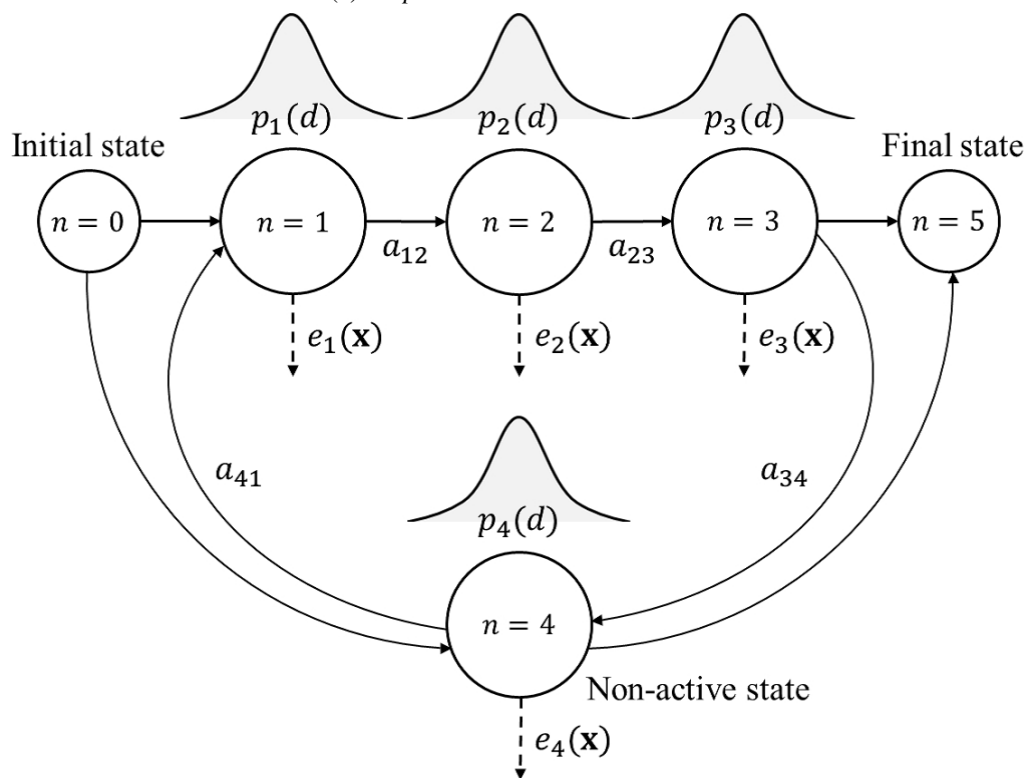 p₁(d) p₂(d) p₃(d)
Initial state Final state
n = 0 n = 1 n = 2 n = 3 n = 5
a₁₂ a₂₃
e₁(𝐱) e₂(𝐱) e₃(𝐱)
a₄₁ a₃₄
p₄(d)
n = 4
Non-active state
e₄(𝐱)